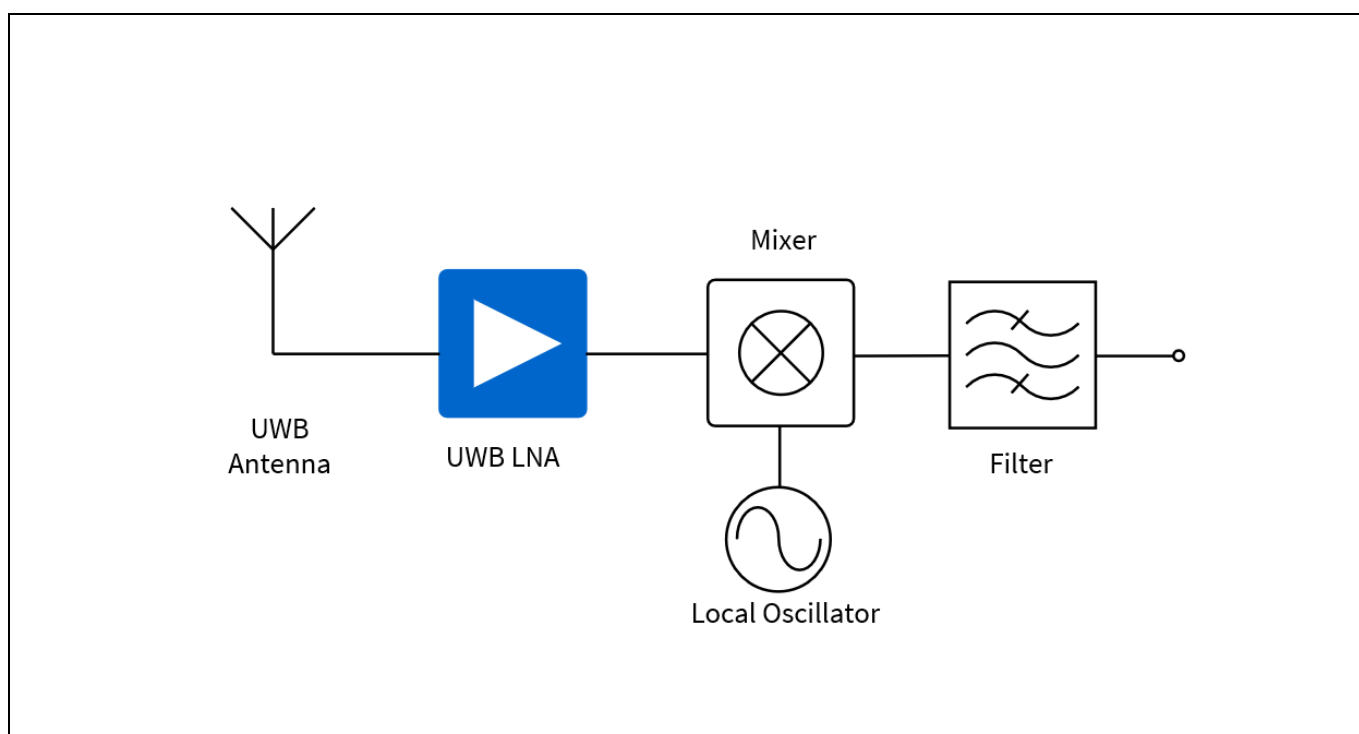 Mixer
UWB
Antenna
UWB LNA
Filter
Local Oscillator